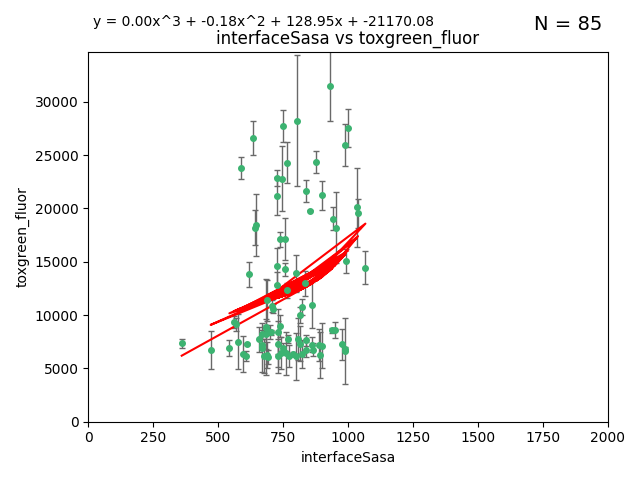 y = 0.00x^3 + -0.18x^2 + 128.95x + -21170.08
N = 85
interfaceSasa vs toxgreen_fluor
30000
25000
20000
15000
10000
5000
0
toxgreen_fluor
0 250 500 750 1000 1250 1500 1750 2000
interfaceSasa